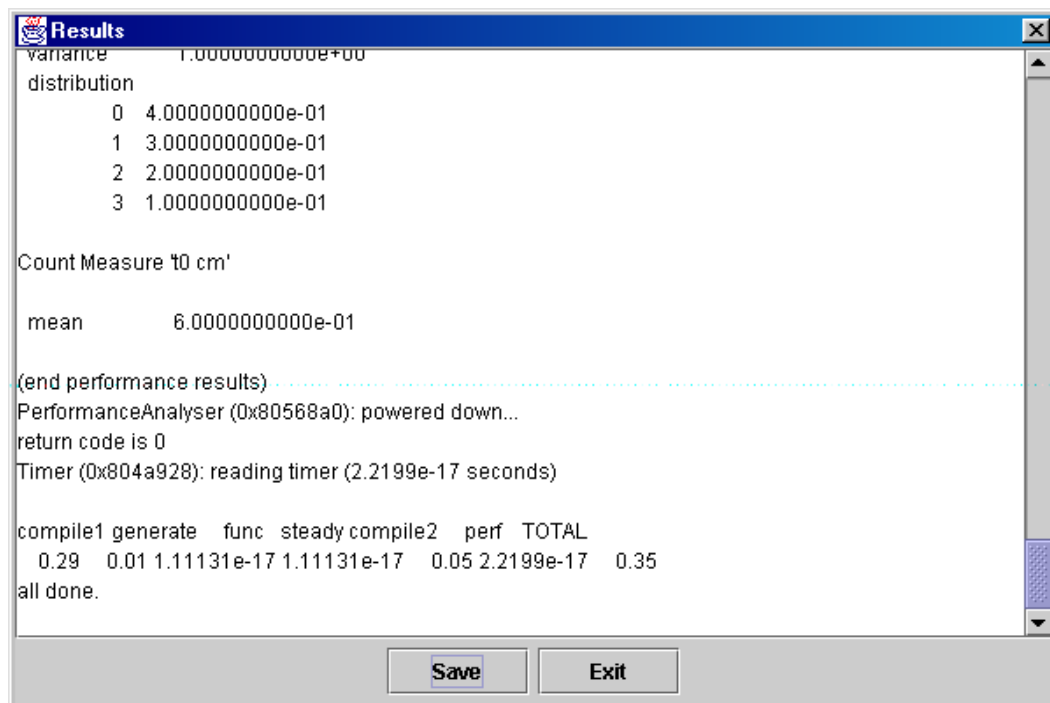 Results
variance 1.0000000000e+00
distribution
0 4.0000000000e-01
1 3.0000000000e-01
2 2.0000000000e-01
3 1.0000000000e-01
Count Measure 't0 cm'
mean 6.0000000000e-01
(end performance results)
PerformanceAnalyser (0x80568a0): powered down...
return code is 0
Timer (0x804a928): reading timer (2.2199e-17 seconds)
compile1 generate func steady compile2 perf TOTAL
0.29 0.01 1.11131e-17 1.11131e-17 0.05 2.2199e-17 0.35
all done.
Save Exit